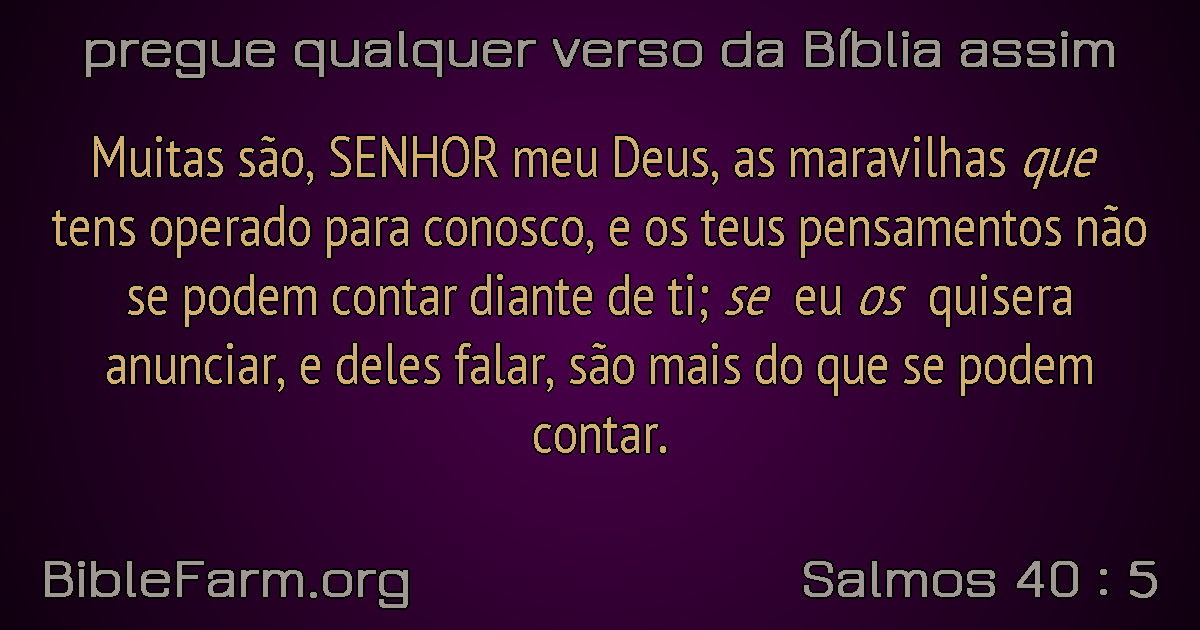 pregue qualquer verso da Bíblia assim
Muitas são, SENHOR meu Deus, as maravilhas que
tens operado para conosco, e os teus pensamentos não
se podem contar diante de ti; se eu os quisera
anunciar, e deles falar, são mais do que se podem
contar.
BibleFarm.org
Salmos 40 : 5